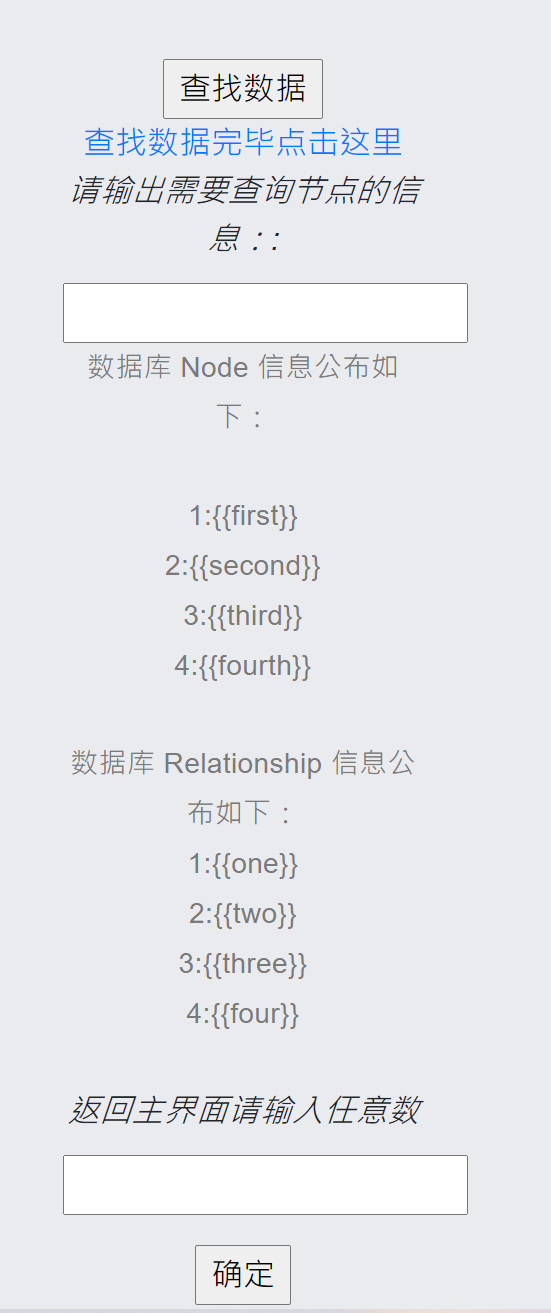 查找数据
查找数据完毕点击这里
请输出需要查询节点的信
息：:
数据库 Node 信息公布如
下：
1:{{first}}
2:{{second}}
3:{{third}}
4:{{fourth}}
数据库 Relationship 信息公
布如下：
1:{{one}}
2:{{two}}
3:{{three}}
4:{{four}}
返回主界面请输入任意数
确定